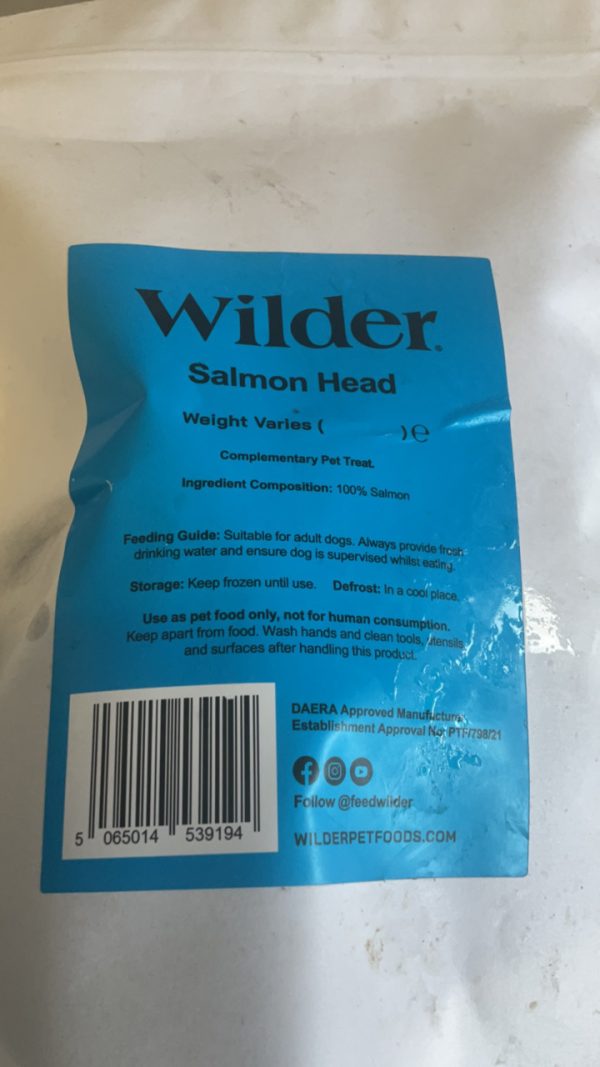 Wilder.
Salmon Head
Weight Varies ( )e
Complementary Pet Treat.
Ingredient Composition: 100% Salmon
Feeding Guide: Suitable for adult dogs. Always provide fresh
drinking water and ensure dog is supervised whilst eating.
Storage: Keep frozen until use. Defrost: In a cool place.
Use as pet food only, not for human consumption.
Keep apart from food. Wash hands and clean tools, utensils,
and surfaces after handling this product.
DAERA Approved Manufacturer
Establishment Approval No: PTF/798/21
Follow @feedwilder
WILDERPETFOODS.COM
5 065014 539194